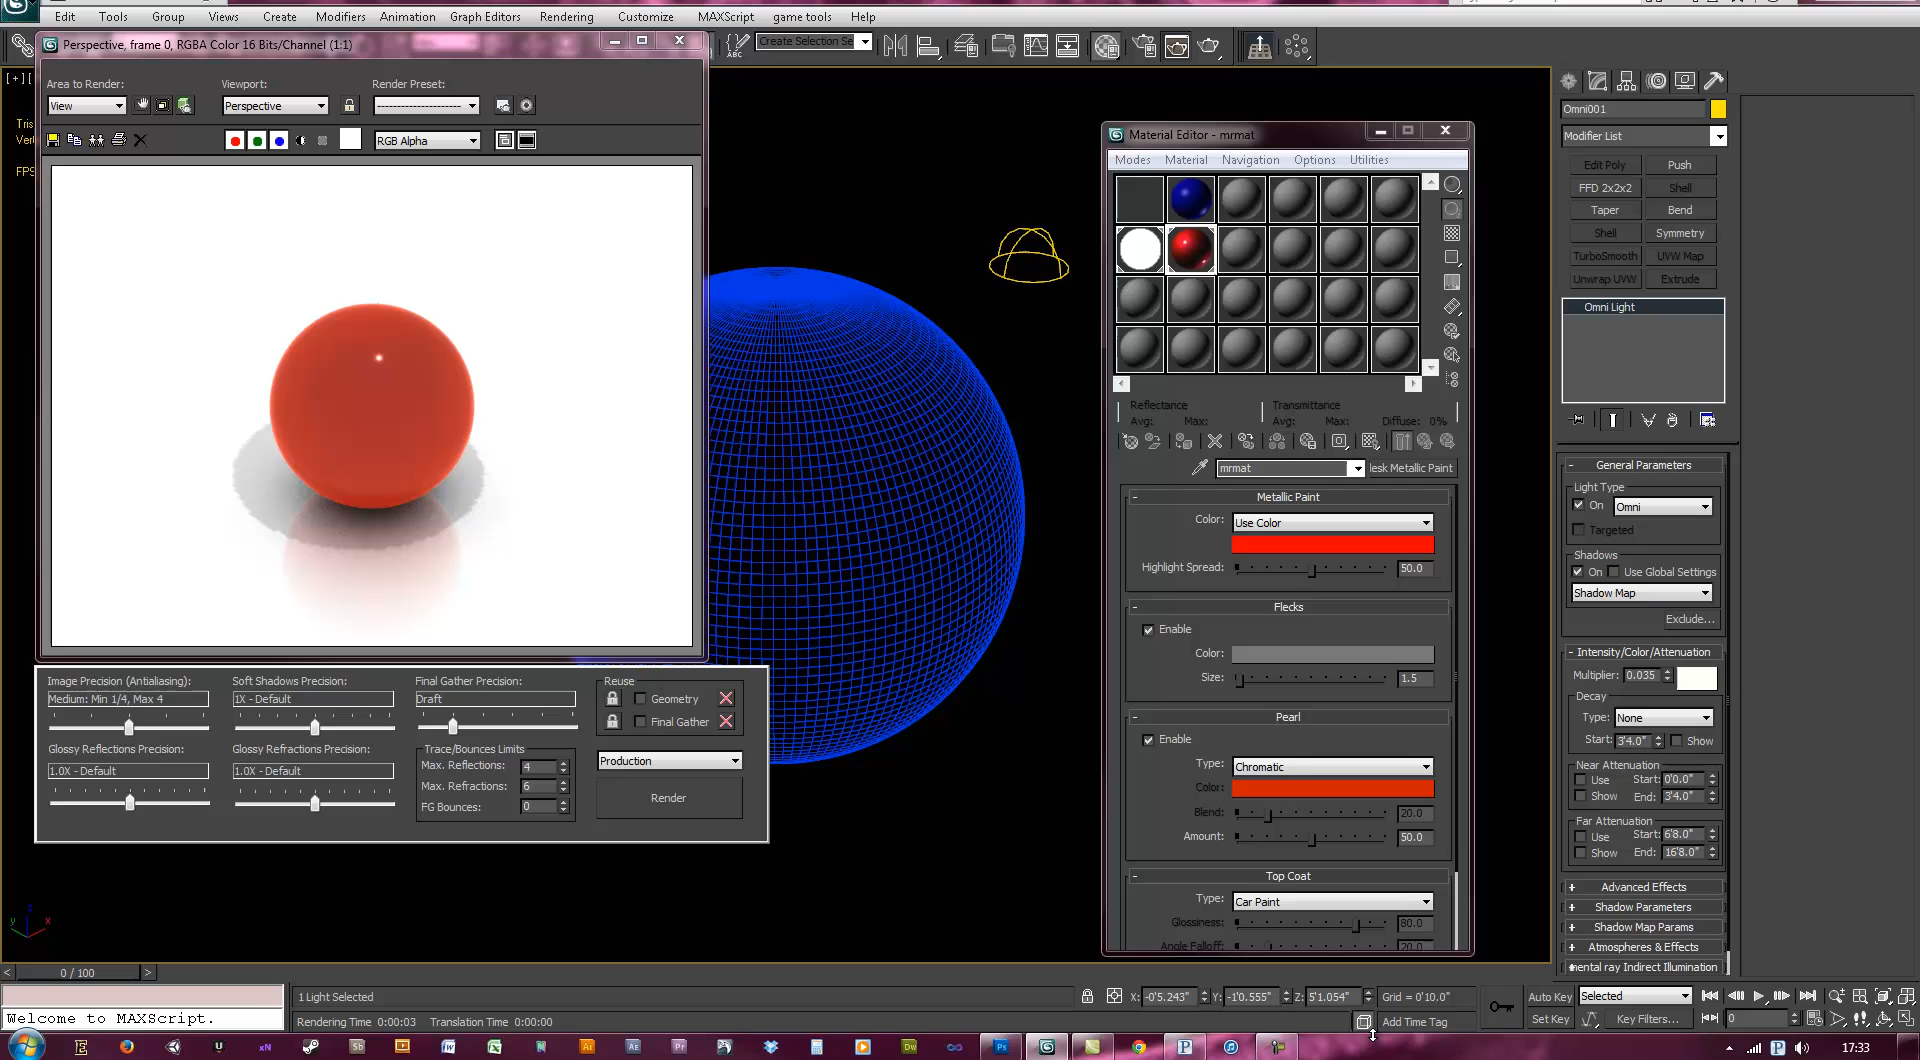 Edit Tools Group Views Create Modifiers Animation Graph Editors Rendering Customize MAXScript game tools Help
Perspective, frame 0, RGBA Color 16 Bits/Channel (1:1)
ABC
Create Selection Se
[+][
Tris
Ver
FPS
Area to Render:
Viewport:
Render Preset:
View
Perspective
RGB Alpha
Image Precision (Antialiasing):
Medium: Min 1/4, Max 4
Soft Shadows Precision:
1X - Default
Final Gather Precision:
Draft
Glossy Reflections Precision:
1.0X - Default
Glossy Refractions Precision:
1.0X - Default
Trace/Bounces Limits
Max. Reflections: 4
Max. Refractions: 6
FG Bounces: 0
Reuse
Geometry
Final Gather
Production
Render
Material Editor - mrmat
Modes Material Navigation Options Utilities
Reflectance
Avg: Max:
Transmittance
Avg: Max: Diffuse: 0%
mrmat
lesk Metallic Paint
- Metallic Paint
Color: Use Color
Highlight Spread: 50.0
- Flecks
Enable
Color:
Size: 1.5
- Pearl
Enable
Type: Chromatic
Color:
Blend: 20.0
Amount: 50.0
- Top Coat
Type: Car Paint
Glossiness: 80.0
Angle Falloff: 20.0
Omni001
Modifier List
Edit Poly Push
FFD 2x2x2 Shell
Taper Bend
Shell Symmetry
TurboSmooth UVW Map
Unwrap UVW Extrude
Omni Light
- General Parameters
Light Type
On Omni
Targeted
Shadows
On Use Global Settings
Shadow Map
Exclude...
- Intensity/Color/Attenuation
Multiplier: 0.035
Decay
Type: None
Start: 3'4.0" Show
Near Attenuation
Use Start: 0'0.0"
Show End: 3'4.0"
Far Attenuation
Use Start: 6'8.0"
Show End: 16'8.0"
+ Advanced Effects
+ Shadow Parameters
+ Shadow Map Params
+ Atmospheres & Effects
mental ray Indirect Illumination
z
y x
< 0 / 100 >
1 Light Selected
X: -0'5.243" Y: -1'0.555" Z: 5'1.054" Grid = 0'10.0"
Auto Key Selected
Welcome to MAXScript.
Rendering Time 0:00:03 Translation Time 0:00:00
Add Time Tag
Set Key Key Filters... 0
17:33